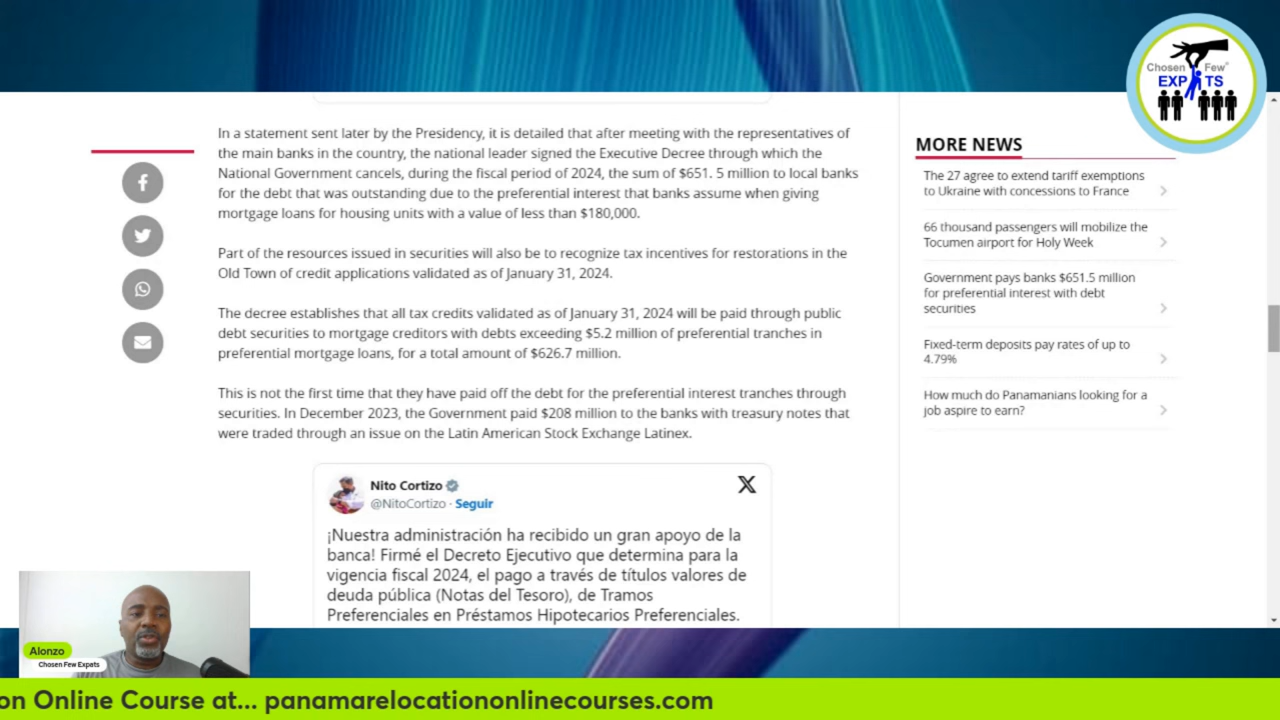 Chosen Few®
EXP TS
In a statement sent later by the Presidency, it is detailed that after meeting with the representatives of
the main banks in the country, the national leader signed the Executive Decree through which the
National Government cancels, during the fiscal period of 2024, the sum of $651. 5 million to local banks
for the debt that was outstanding due to the preferential interest that banks assume when giving
mortgage loans for housing units with a value of less than $180,000.
Part of the resources issued in securities will also be to recognize tax incentives for restorations in the
Old Town of credit applications validated as of January 31, 2024.
The decree establishes that all tax credits validated as of January 31, 2024 will be paid through public
debt securities to mortgage creditors with debts exceeding $5.2 million of preferential tranches in
preferential mortgage loans, for a total amount of $626.7 million.
This is not the first time that they have paid off the debt for the preferential interest tranches through
securities. In December 2023, the Government paid $208 million to the banks with treasury notes that
were traded through an issue on the Latin American Stock Exchange Latinex.
Nito Cortizo
@NitoCortizo · Seguir
¡Nuestra administración ha recibido un gran apoyo de la
banca! Firmé el Decreto Ejecutivo que determina para la
vigencia fiscal 2024, el pago a través de títulos valores de
deuda pública (Notas del Tesoro), de Tramos
Preferenciales en Préstamos Hipotecarios Preferenciales.
MORE NEWS
The 27 agree to extend tariff exemptions
to Ukraine with concessions to France
66 thousand passengers will mobilize the
Tocumen airport for Holy Week
Government pays banks $651.5 million
for preferential interest with debt
securities
Fixed-term deposits pay rates of up to
4.79%
How much do Panamanians looking for a
job aspire to earn?
Alonzo
Chosen Few Expats
on Online Course at... panamarelocationonlinecourses.com